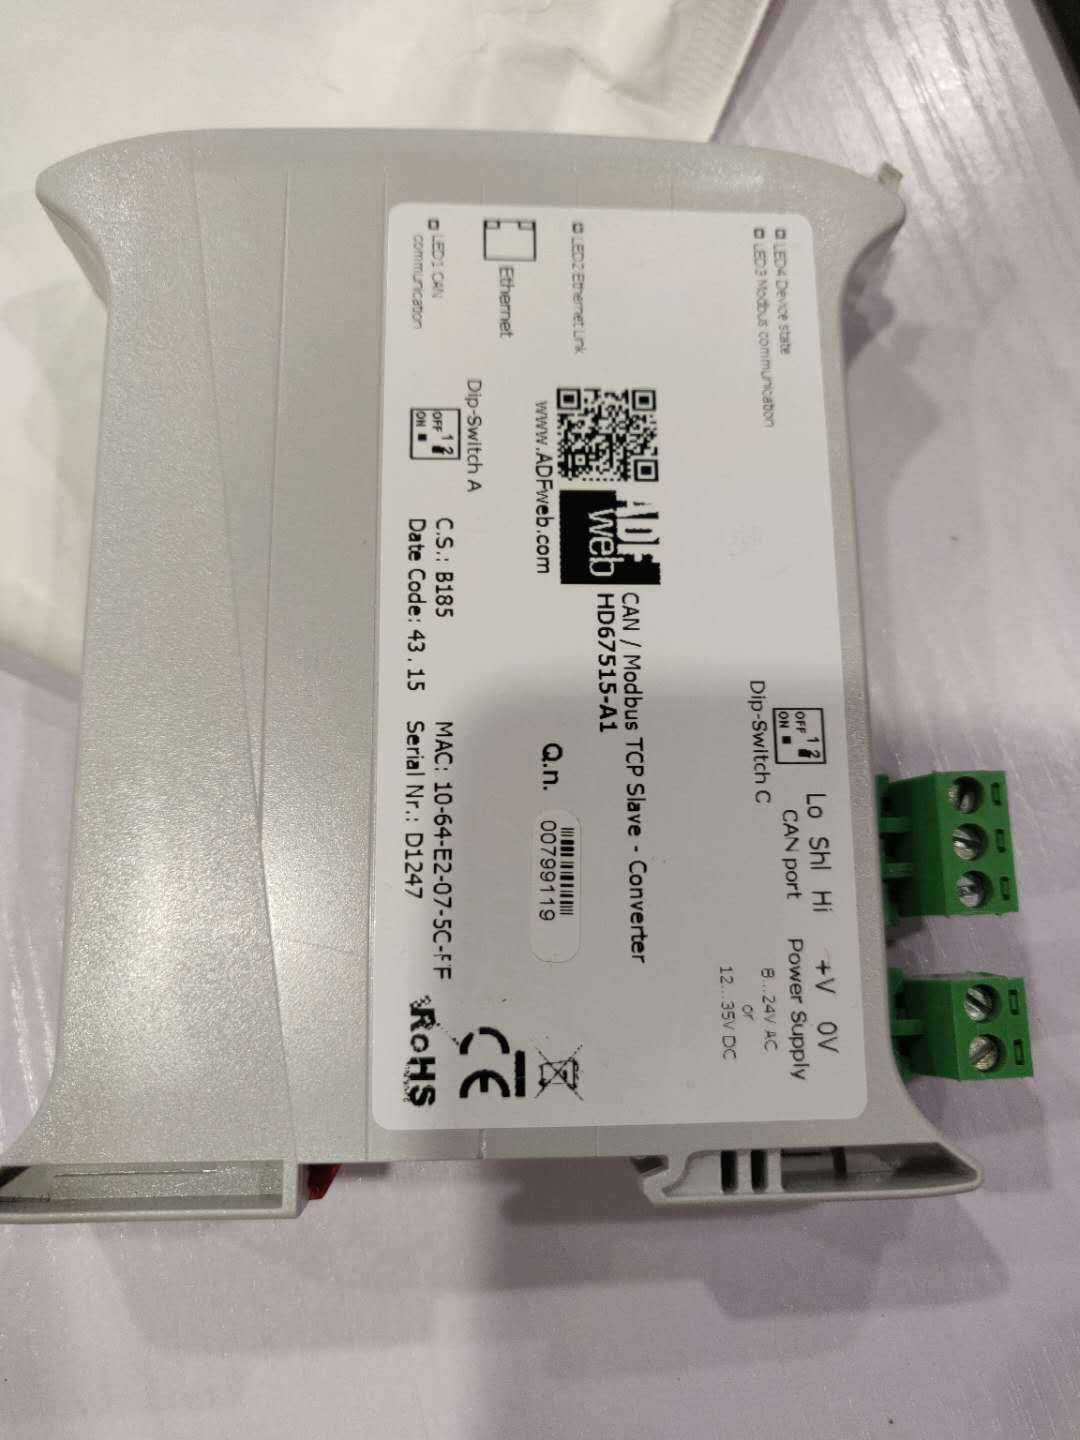 LED4 Device state
LED3 Modbus communication
Dip-Switch C
OFF
ON
1 2
Lo Shl Hi
CAN port
+V 0V
Power Supply
8...24V AC
or
12...35V DC
ADF
web
CAN / Modbus TCP Slave - Converter
HD67515-A1
www.ADFweb.com
Q.n.
00799119
LED2 Ethernet Link
Ethernet
LED1 CAN
communication
Dip-Switch A
OFF
ON
1 2
C.S.: B185
Date Code: 43.15
MAC: 10-64-E2-07-5C-
Serial Nr.: D1247
CE
RoHS